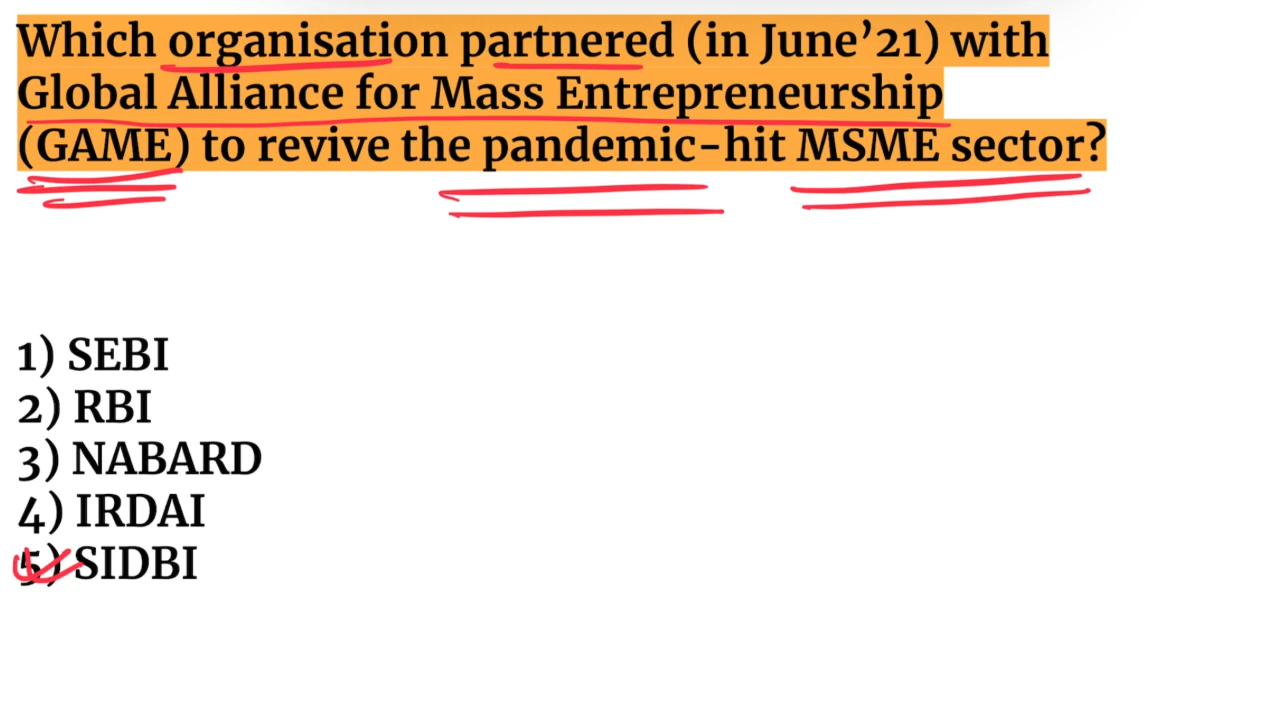 Which organisation partnered (in June’21) with
Global Alliance for Mass Entrepreneurship
(GAME) to revive the pandemic-hit MSME sector?
1) SEBI
2) RBI
3) NABARD
4) IRDAI
5) SIDBI